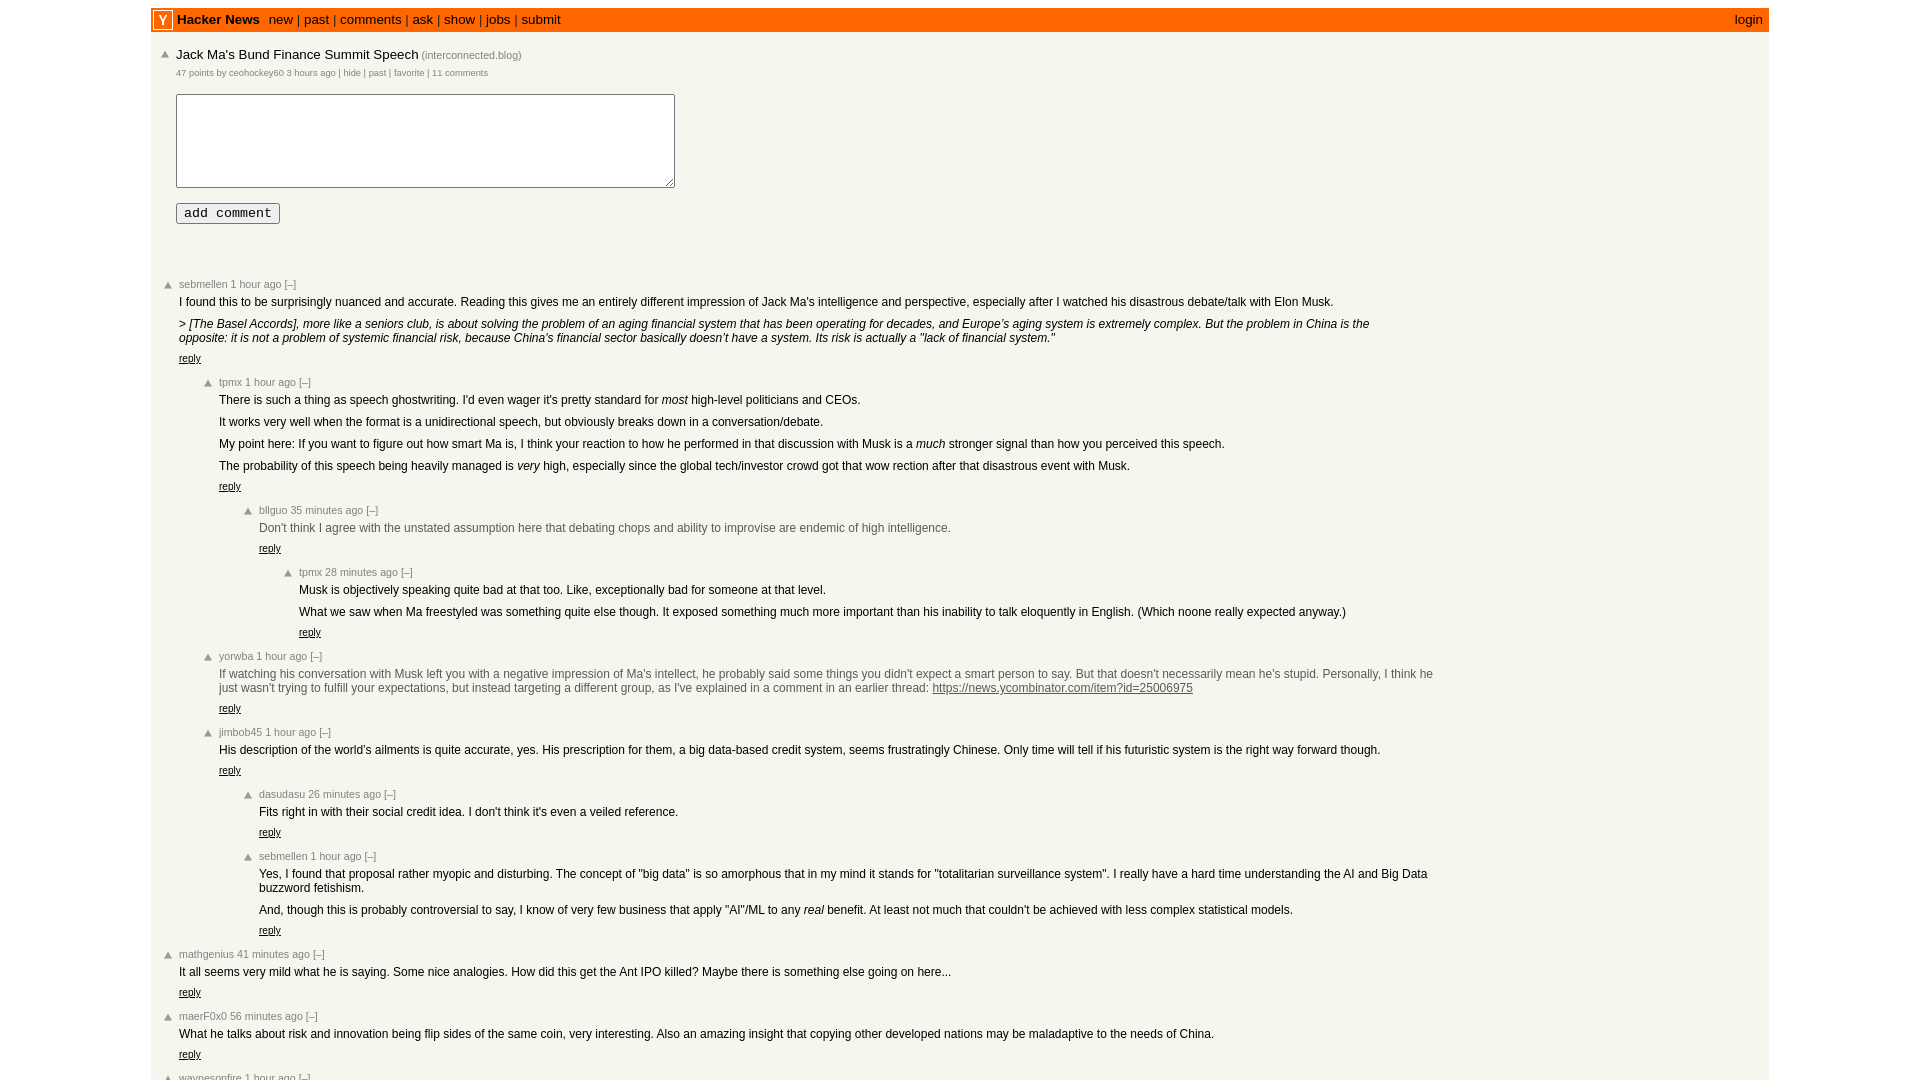 Y Hacker News new | past | comments | ask | show | jobs | submit login
Jack Ma's Bund Finance Summit Speech (interconnected.blog)
47 points by ceohockey60 3 hours ago | hide | past | favorite | 11 comments
add comment
sebmellen 1 hour ago [–]
I found this to be surprisingly nuanced and accurate. Reading this gives me an entirely different impression of Jack Ma's intelligence and perspective, especially after I watched his disastrous debate/talk with Elon Musk.
> [The Basel Accords], more like a seniors club, is about solving the problem of an aging financial system that has been operating for decades, and Europe's aging system is extremely complex. But the problem in China is the
opposite: it is not a problem of systemic financial risk, because China's financial sector basically doesn't have a system. Its risk is actually a "lack of financial system."
reply
tpmx 1 hour ago [–]
There is such a thing as speech ghostwriting. I'd even wager it's pretty standard for most high-level politicians and CEOs.
It works very well when the format is a unidirectional speech, but obviously breaks down in a conversation/debate.
My point here: If you want to figure out how smart Ma is, I think your reaction to how he performed in that discussion with Musk is a much stronger signal than how you perceived this speech.
The probability of this speech being heavily managed is very high, especially since the global tech/investor crowd got that wow rection after that disastrous event with Musk.
reply
bllguo 35 minutes ago [–]
Don't think I agree with the unstated assumption here that debating chops and ability to improvise are endemic of high intelligence.
reply
tpmx 28 minutes ago [–]
Musk is objectively speaking quite bad at that too. Like, exceptionally bad for someone at that level.
What we saw when Ma freestyled was something quite else though. It exposed something much more important than his inability to talk eloquently in English. (Which noone really expected anyway.)
reply
yorwba 1 hour ago [–]
If watching his conversation with Musk left you with a negative impression of Ma's intellect, he probably said some things you didn't expect a smart person to say. But that doesn't necessarily mean he's stupid. Personally, I think he
just wasn't trying to fulfill your expectations, but instead targeting a different group, as I've explained in a comment in an earlier thread: https://news.ycombinator.com/item?id=25006975
reply
jimbob45 1 hour ago [–]
His description of the world's ailments is quite accurate, yes. His prescription for them, a big data-based credit system, seems frustratingly Chinese. Only time will tell if his futuristic system is the right way forward though.
reply
dasudasu 26 minutes ago [–]
Fits right in with their social credit idea. I don't think it's even a veiled reference.
reply
sebmellen 1 hour ago [–]
Yes, I found that proposal rather myopic and disturbing. The concept of "big data" is so amorphous that in my mind it stands for "totalitarian surveillance system". I really have a hard time understanding the AI and Big Data
buzzword fetishism.
And, though this is probably controversial to say, I know of very few business that apply "AI"/ML to any real benefit. At least not much that couldn't be achieved with less complex statistical models.
reply
mathgenius 41 minutes ago [–]
It all seems very mild what he is saying. Some nice analogies. How did this get the Ant IPO killed? Maybe there is something else going on here...
reply
maerF0x0 56 minutes ago [–]
What he talks about risk and innovation being flip sides of the same coin, very interesting. Also an amazing insight that copying other developed nations may be maladaptive to the needs of China.
reply
waynesonfire 1 hour ago [–]